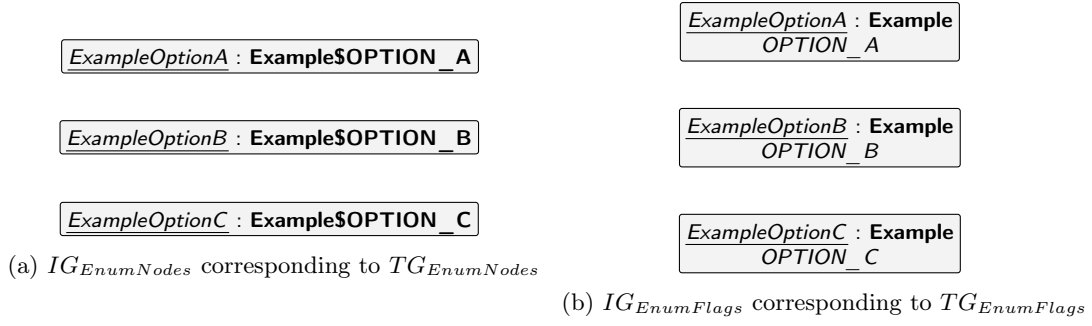 ExampleOptionA : Example$OPTION_A
ExampleOptionB : Example$OPTION_B
ExampleOptionC : Example$OPTION_C
(a) IG_EnumNodes corresponding to TG_EnumNodes
ExampleOptionA : Example
OPTION_A
ExampleOptionB : Example
OPTION_B
ExampleOptionC : Example
OPTION_C
(b) IG_EnumFlags corresponding to TG_EnumFlags